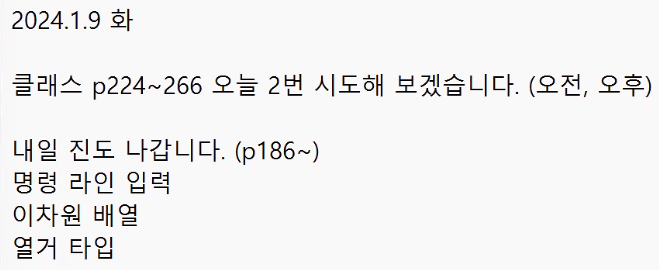 2024.1.9 화
클래스 p224~266 오늘 2번 시도해 보겠습니다. (오전, 오후)
내일 진도 나갑니다. (p186~)
명령 라인 입력
이차원 배열
열거 타입